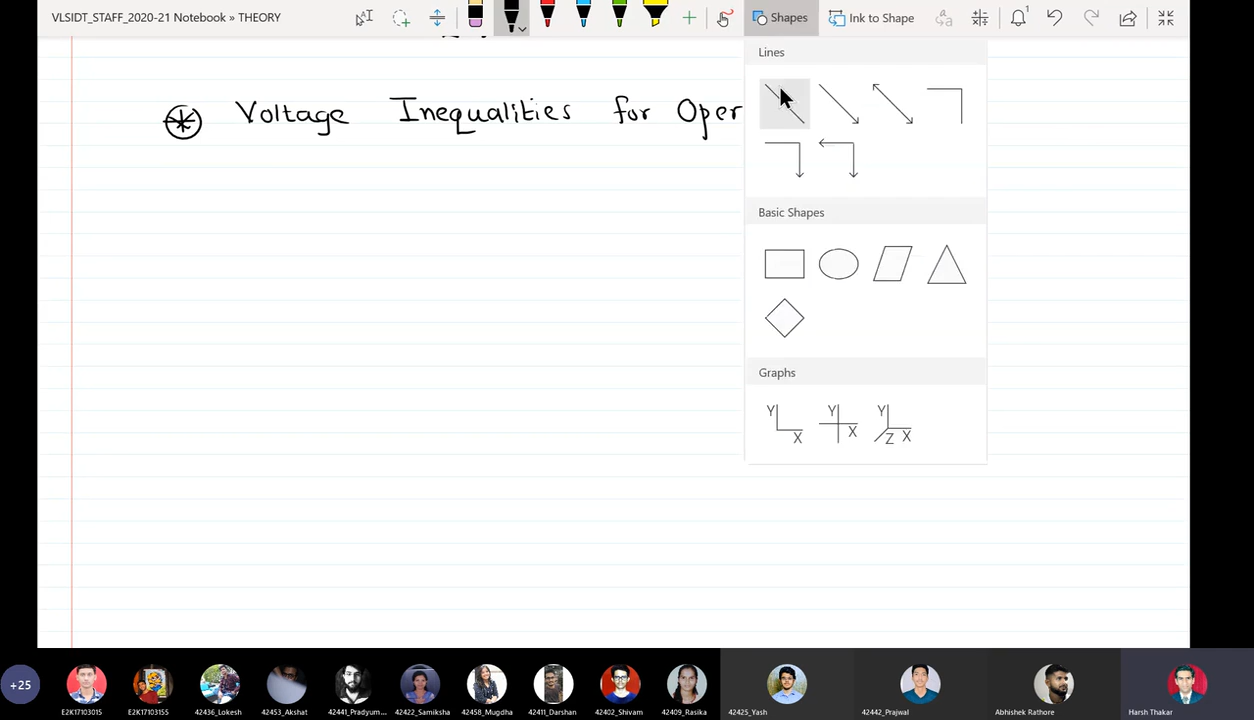 VLSIDT_STAFF_2020-21 Notebook » THEORY
Shapes
Ink to Shape
Lines
Voltage Inequalities for Oper
Basic Shapes
Graphs
Y X
Y X
Y Z X
+25
E2K17103015
E2K17103155
42436_Lokesh
42453_Akshat
42441_Pradyum...
42422_Samiksha
42458_Mugdha
42411_Darshan
42402_Shivam
42409_Rasika
42425_Yash
42442_Prajwal
Abhishek Rathore
Harsh Thakar